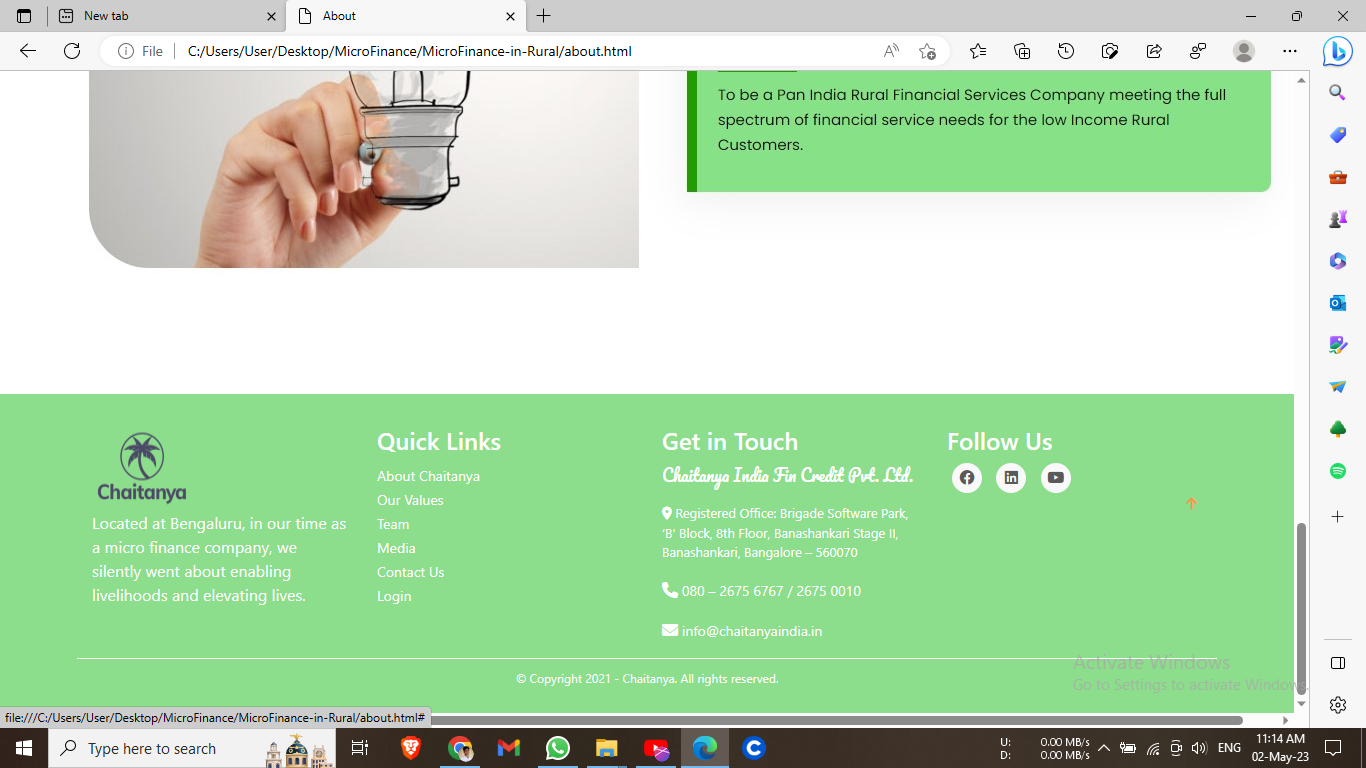 New tab
About
File
C:/Users/User/Desktop/MicroFinance/MicroFinance-in-Rural/about.html
To be a Pan India Rural Financial Services Company meeting the full
spectrum of financial service needs for the low Income Rural
Customers.
Chaitanya
Located at Bengaluru, in our time as
a micro finance company, we
silently went about enabling
livelihoods and elevating lives.
Quick Links
About Chaitanya
Our Values
Team
Media
Contact Us
Login
Get in Touch
Chaitanya India Fin Credit Pvt. Ltd.
Registered Office: Brigade Software Park,
‘B’ Block, 8th Floor, Banashankari Stage II,
Banashankari, Bangalore – 560070
080 – 2675 6767 / 2675 0010
info@chaitanyaindia.in
Follow Us
Activate Windows
Go to Settings to activate Windows.
© Copyright 2021 - Chaitanya. All rights reserved.
file:///C:/Users/User/Desktop/MicroFinance/MicroFinance-in-Rural/about.html#
Type here to search
U: 0.00 MB/s
D: 0.00 MB/s
ENG
11:14 AM
02-May-23